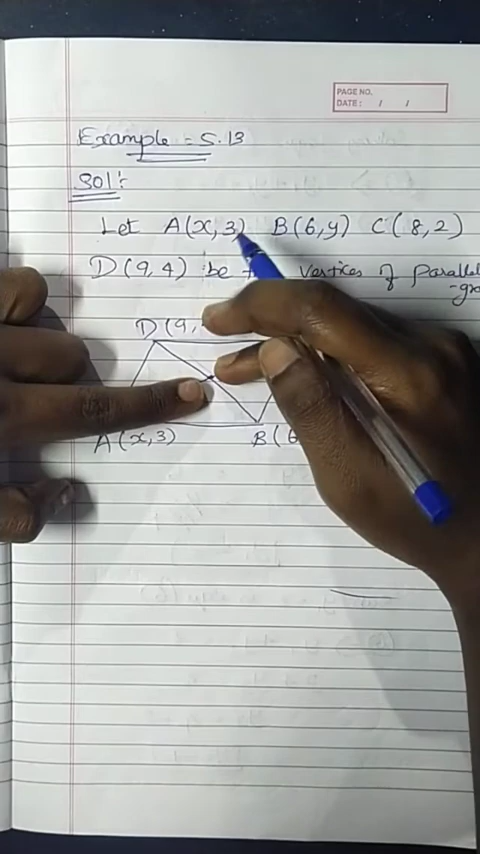 PAGE NO.
DATE: / /
Example = 5.13
Sol:
Let A(x,3) B(6,y) C(8,2)
D(9,4) be vertices of Parallel
-gra
D(9,
A(x,3) B(6